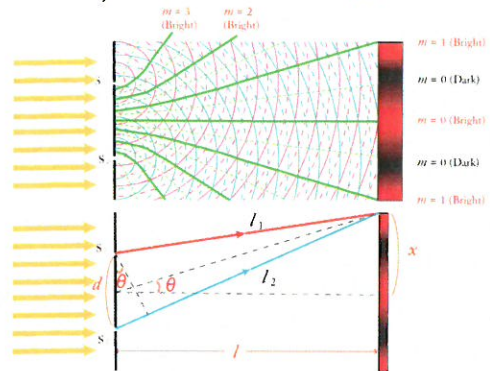 m = 3 m = 2
(Bright) (Bright)
m = 1 (Bright)
s
m = 0 (Dark)
m = 0 (Bright)
s
m = 0 (Dark)
m = 1 (Bright)
l₁
s
x
d θ θ l₂
s
l